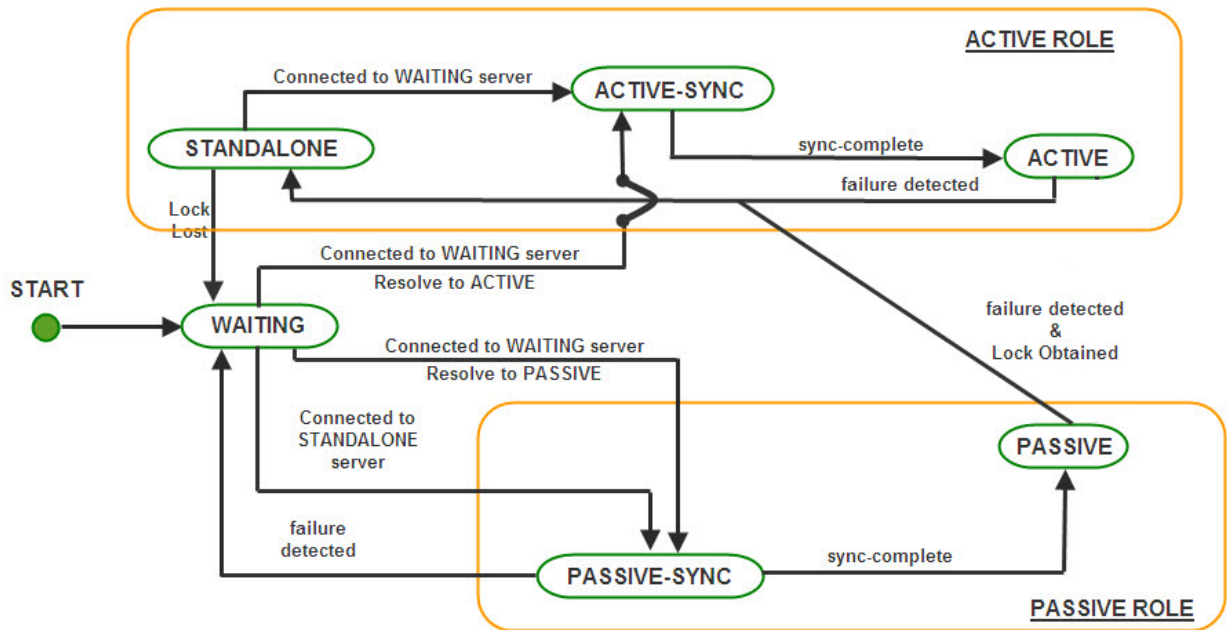 ACTIVE ROLE
Connected to WAITING server
ACTIVE-SYNC
STANDALONE
sync-complete
ACTIVE
failure detected
Lock
Lost
Connected to WAITING server
Resolve to ACTIVE
START
WAITING
failure detected
&
Lock Obtained
Connected to WAITING server
Resolve to PASSIVE
Connected to
STANDALONE
server
PASSIVE
failure
detected
sync-complete
PASSIVE-SYNC
PASSIVE ROLE